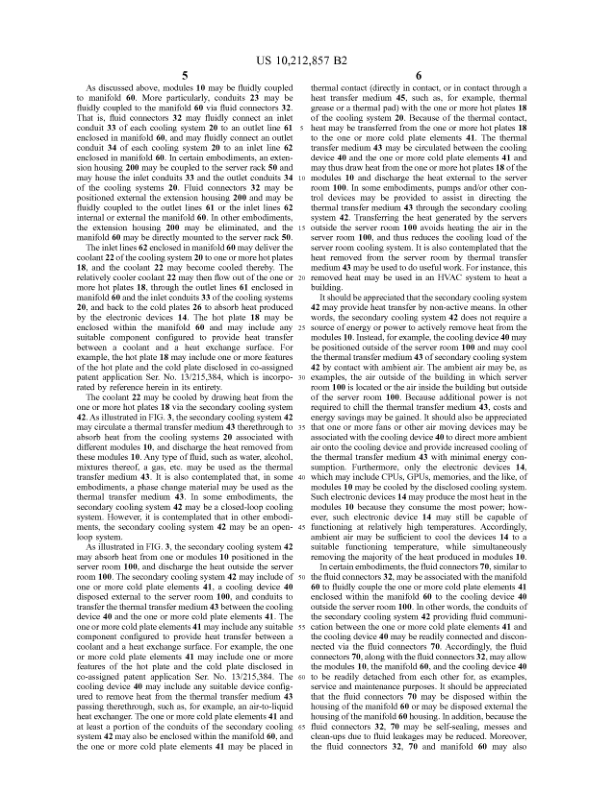 US 10,212,857 B2
5
As discussed above, modules 10 may be fluidly coupled
to manifold 60. More particularly, conduits 23 may be
fluidly coupled to the manifold 60 via fluid connectors 32.
That is, fluid connectors 32 may fluidly connect an inlet
conduit 33 of each cooling system 20 to an outlet line 61
enclosed in manifold 60, and may fluidly connect an outlet
conduit 34 of each cooling system 20 to an inlet line 62
enclosed in manifold 60. In certain embodiments, an exten-
sion housing 200 may be coupled to the server rack 50 and
may house the inlet conduits 33 and the outlet conduits 34
of the cooling systems 20. Fluid connectors 32 may be
positioned external the extension housing 200 and may be
fluidly coupled to the outlet lines 61 or the inlet lines 62
internal or external the manifold 60. In other embodiments,
the extension housing 200 may be eliminated, and the
manifold 60 may be directly mounted to the server rack 50.
The inlet lines 62 enclosed in manifold 60 may deliver the
coolant 22 of the cooling system 20 to one or more hot plates
18, and the coolant 22 may become cooled thereby. The
relatively cooler coolant 22 may then flow out of the one or
more hot plates 18, through the outlet lines 61 enclosed in
manifold 60 and the inlet conduits 33 of the cooling systems
20, and back to the cold plates 26 to absorb heat produced
by the electronic devices 14. The hot plate 18 may be
enclosed within the manifold 60 and may include any
suitable component configured to provide heat transfer
between a coolant and a heat exchange surface. For
example, the hot plate 18 may include one or more features
of the hot plate and the cold plate disclosed in co-assigned
patent application Ser. No. 13/215,384, which is incorpo-
rated by reference herein in its entirety.
The coolant 22 may be cooled by drawing heat from the
one or more hot plates 18 via the secondary cooling system
42. As illustrated in FIG. 3, the secondary cooling system 42
may circulate a thermal transfer medium 43 therethrough to
absorb heat from the cooling systems 20 associated with
different modules 10, and discharge the heat removed from
these modules 10. Any type of fluid, such as water, alcohol,
mixtures thereof, a gas, etc. may be used as the thermal
transfer medium 43. It is also contemplated that, in some
embodiments, a phase change material may be used as the
thermal transfer medium 43. In some embodiments, the
secondary cooling system 42 may be a closed-loop cooling
system. However, it is contemplated that in other embodi-
ments, the secondary cooling system 42 may be an open-
loop system.
As illustrated in FIG. 3, the secondary cooling system 42
may absorb heat from one or modules 10 positioned in the
server room 100, and discharge the heat outside the server
room 100. The secondary cooling system 42 may include of
one or more cold plate elements 41, a cooling device 40
disposed external to the server room 100, and conduits to
transfer the thermal transfer medium 43 between the cooling
device 40 and the one or more cold plate elements 41. The
one or more cold plate elements 41 may include any suitable
component configured to provide heat transfer between a
coolant and a heat exchange surface. For example, the one
or more cold plate elements 41 may include one or more
features of the hot plate and the cold plate disclosed in
co-assigned patent application Ser. No. 13/215,384. The
cooling device 40 may include any suitable device config-
ured to remove heat from the thermal transfer medium 43
passing therethrough, such as, for example, an air-to-liquid
heat exchanger. The one or more cold plate elements 41 and
at least a portion of the conduits of the secondary cooling
system 42 may also be enclosed within the manifold 60, and
the one or more cold plate elements 41 may be placed in
5
10
15
20
25
30
35
40
45
50
55
60
65
6
thermal contact (directly in contact, or in contact through a
heat transfer medium 45, such as, for example, thermal
grease or a thermal pad) with the one or more hot plates 18
of the cooling system 20. Because of the thermal contact,
heat may be transferred from the one or more hot plates 18
to the one or more cold plate elements 41. The thermal
transfer medium 43 may be circulated between the cooling
device 40 and the one or more cold plate elements 41 and
may thus draw heat from the one or more hot plates 18 of the
modules 10 and discharge the heat external to the server
room 100. In some embodiments, pumps and/or other con-
trol devices may be provided to assist in directing the
thermal transfer medium 43 through the secondary cooling
system 42. Transferring the heat generated by the servers
outside the server room 100 avoids heating the air in the
server room 100, and thus reduces the cooling load of the
server room cooling system. It is also contemplated that the
heat removed from the server room by thermal transfer
medium 43 may be used to do useful work. For instance, this
removed heat may be used in an HVAC system to heat a
building.
It should be appreciated that the secondary cooling system
42 may provide heat transfer by non-active means. In other
words, the secondary cooling system 42 does not require a
source of energy or power to actively remove heat from the
modules 10. Instead, for example, the cooling device 40 may
be positioned outside of the server room 100 and may cool
the thermal transfer medium 43 of secondary cooling system
42 by contact with ambient air. The ambient air may be, as
examples, the air outside of the building in which server
room 100 is located or the air inside the building but outside
of the server room 100. Because additional power is not
required to chill the thermal transfer medium 43, costs and
energy savings may be gained. It should also be appreciated
that one or more fans or other air moving devices may be
associated with the cooling device 40 to direct more ambient
air onto the cooling device and provide increased cooling of
the thermal transfer medium 43 with minimal energy con-
sumption. Furthermore, only the electronic devices 14,
which may include CPUs, GPUs, memories, and the like, of
modules 10 may be cooled by the disclosed cooling system.
Such electronic devices 14 may produce the most heat in the
modules 10 because they consume the most power; how-
ever, such electronic device 14 may still be capable of
functioning at relatively high temperatures. Accordingly,
ambient air may be sufficient to cool the devices 14 to a
suitable functioning temperature, while simultaneously
removing the majority of the heat produced in modules 10.
In certain embodiments, the fluid connectors 70, similar to
the fluid connectors 32, may be associated with the manifold
60 to fluidly couple the one or more cold plate elements 41
enclosed within the manifold 60 to the cooling device 40
outside the server room 100. In other words, the conduits of
the secondary cooling system 42 providing fluid communi-
cation between the one or more cold plate elements 41 and
the cooling device 40 may be readily connected and discon-
nected via the fluid connectors 70. Accordingly, the fluid
connectors 70, along with the fluid connectors 32, may allow
the modules 10, the manifold 60, and the cooling device 40
to be readily detached from each other for, as examples,
service and maintenance purposes. It should be appreciated
that the fluid connectors 70 may be disposed within the
housing of the manifold 60 or may be disposed external the
housing of the manifold 60 housing. In addition, because the
fluid connectors 32, 70 may be self-sealing, messes and
clean-ups due to fluid leakages may be reduced. Moreover,
the fluid connectors 32, 70 and manifold 60 may also